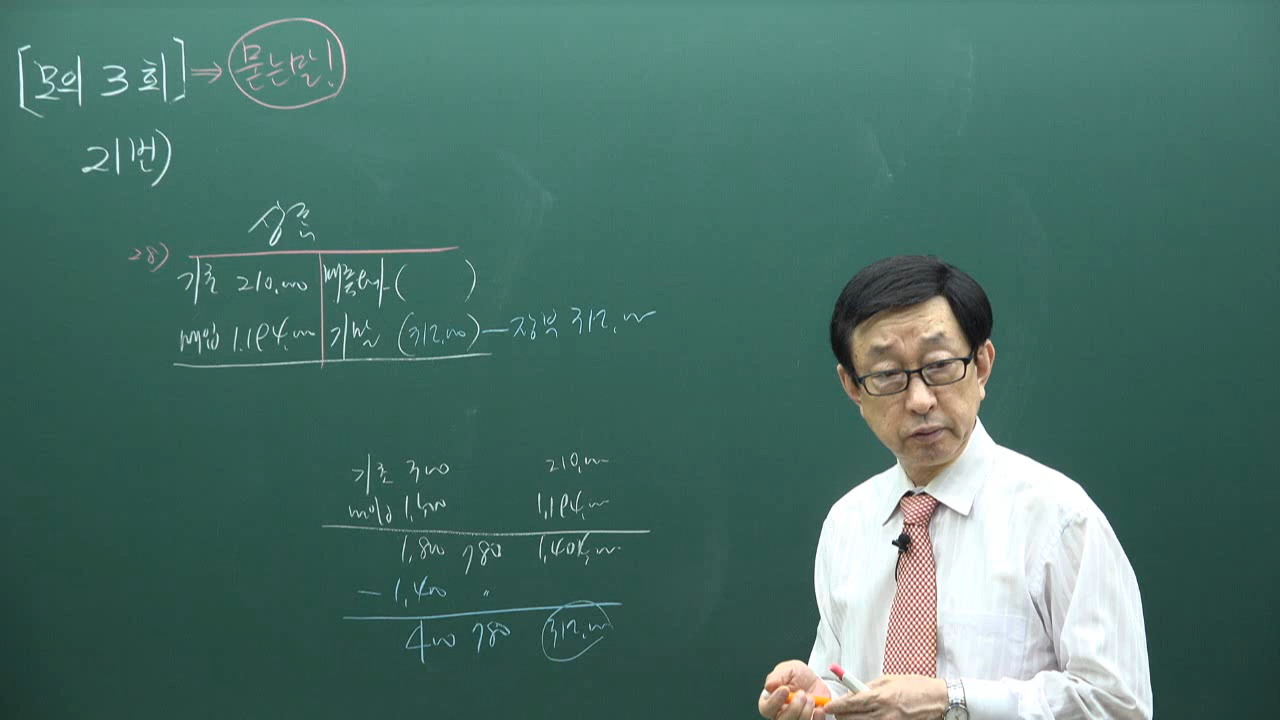 [모의 3회] ⇒ 묻는말!
21번)
상품
28)
기초 210,000 매출원가 ( )
매입 1,194,000 기말 (312,000) — 장부 312,000
기초 300 210,000
매입 1,500 1,194,000
1,800 780 1,404,000
- 1,400 〃
400 780 312,000